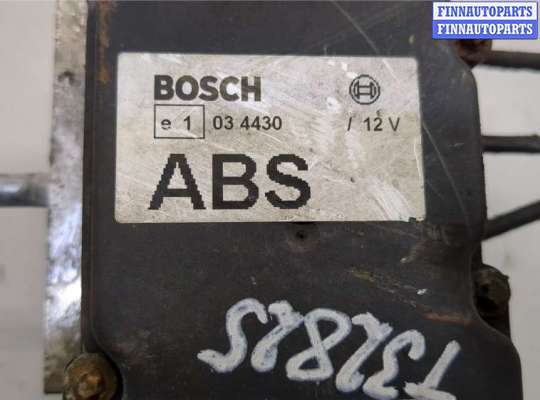 FINNAUTOPARTS
FINNAUTOPARTS
BOSCH
e 1 03 4430 / 12 V
ABS
T32825